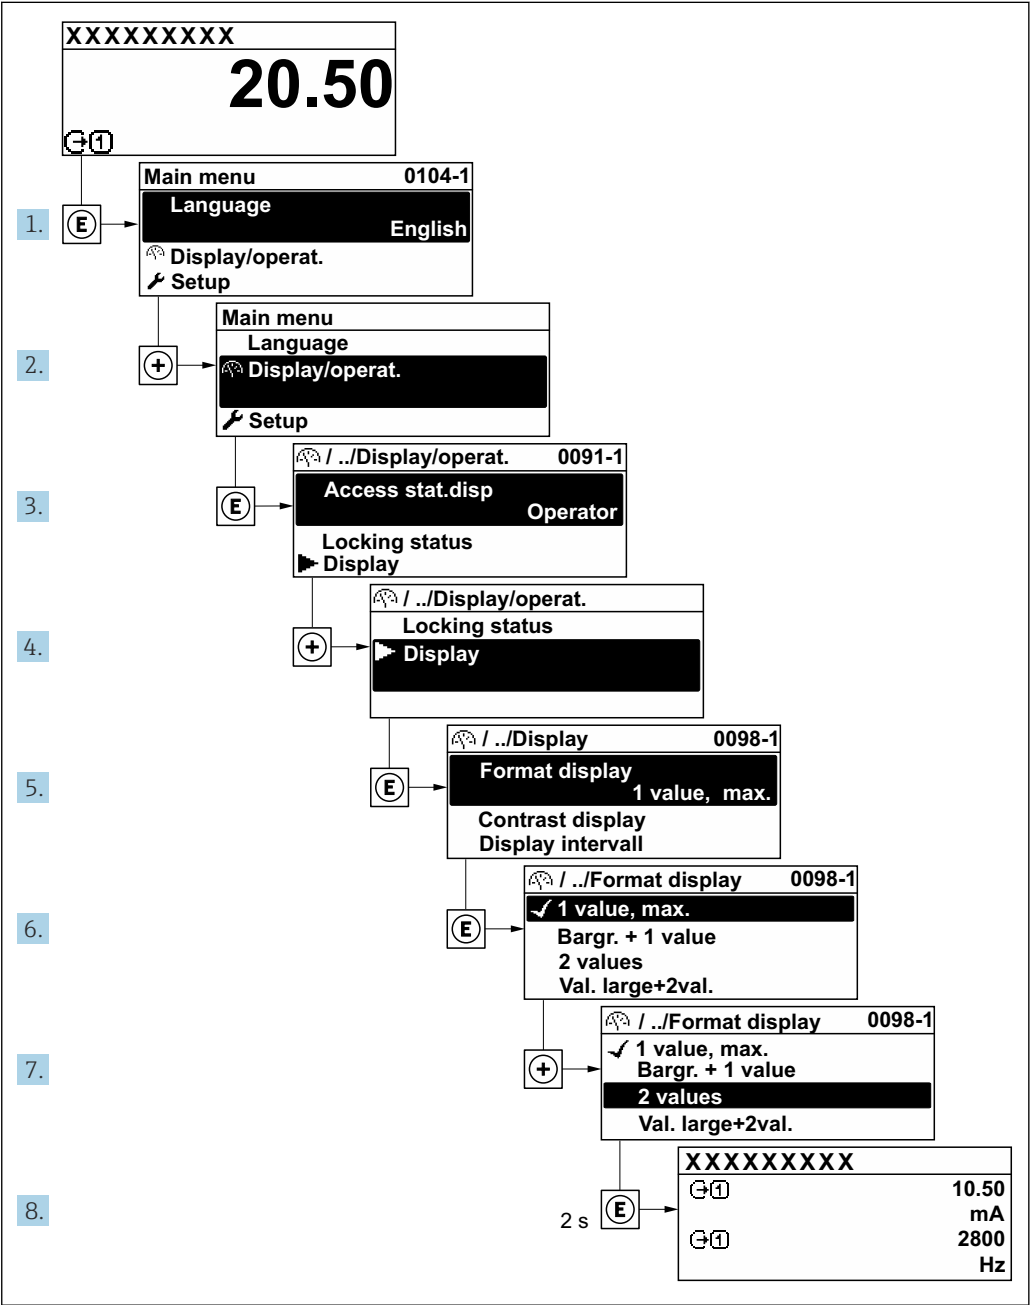 XXXXXXXXX
20.50
1
Main menu 0104-1
1. E Language
English
Display/operat.
Setup
Main menu
Language
2. + Display/operat.
Setup
/ ../Display/operat. 0091-1
3. E Access stat.disp
Operator
Locking status
Display
/ ../Display/operat.
Locking status
4. + Display
/ ../Display 0098-1
5. E Format display
1 value, max.
Contrast display
Display intervall
/ ../Format display 0098-1
6. E 1 value, max.
Bargr. + 1 value
2 values
Val. large+2val.
/ ../Format display 0098-1
1 value, max.
7. + Bargr. + 1 value
2 values
Val. large+2val.
XXXXXXXXX
1 10.50
8. 2 s E mA
1 2800
Hz